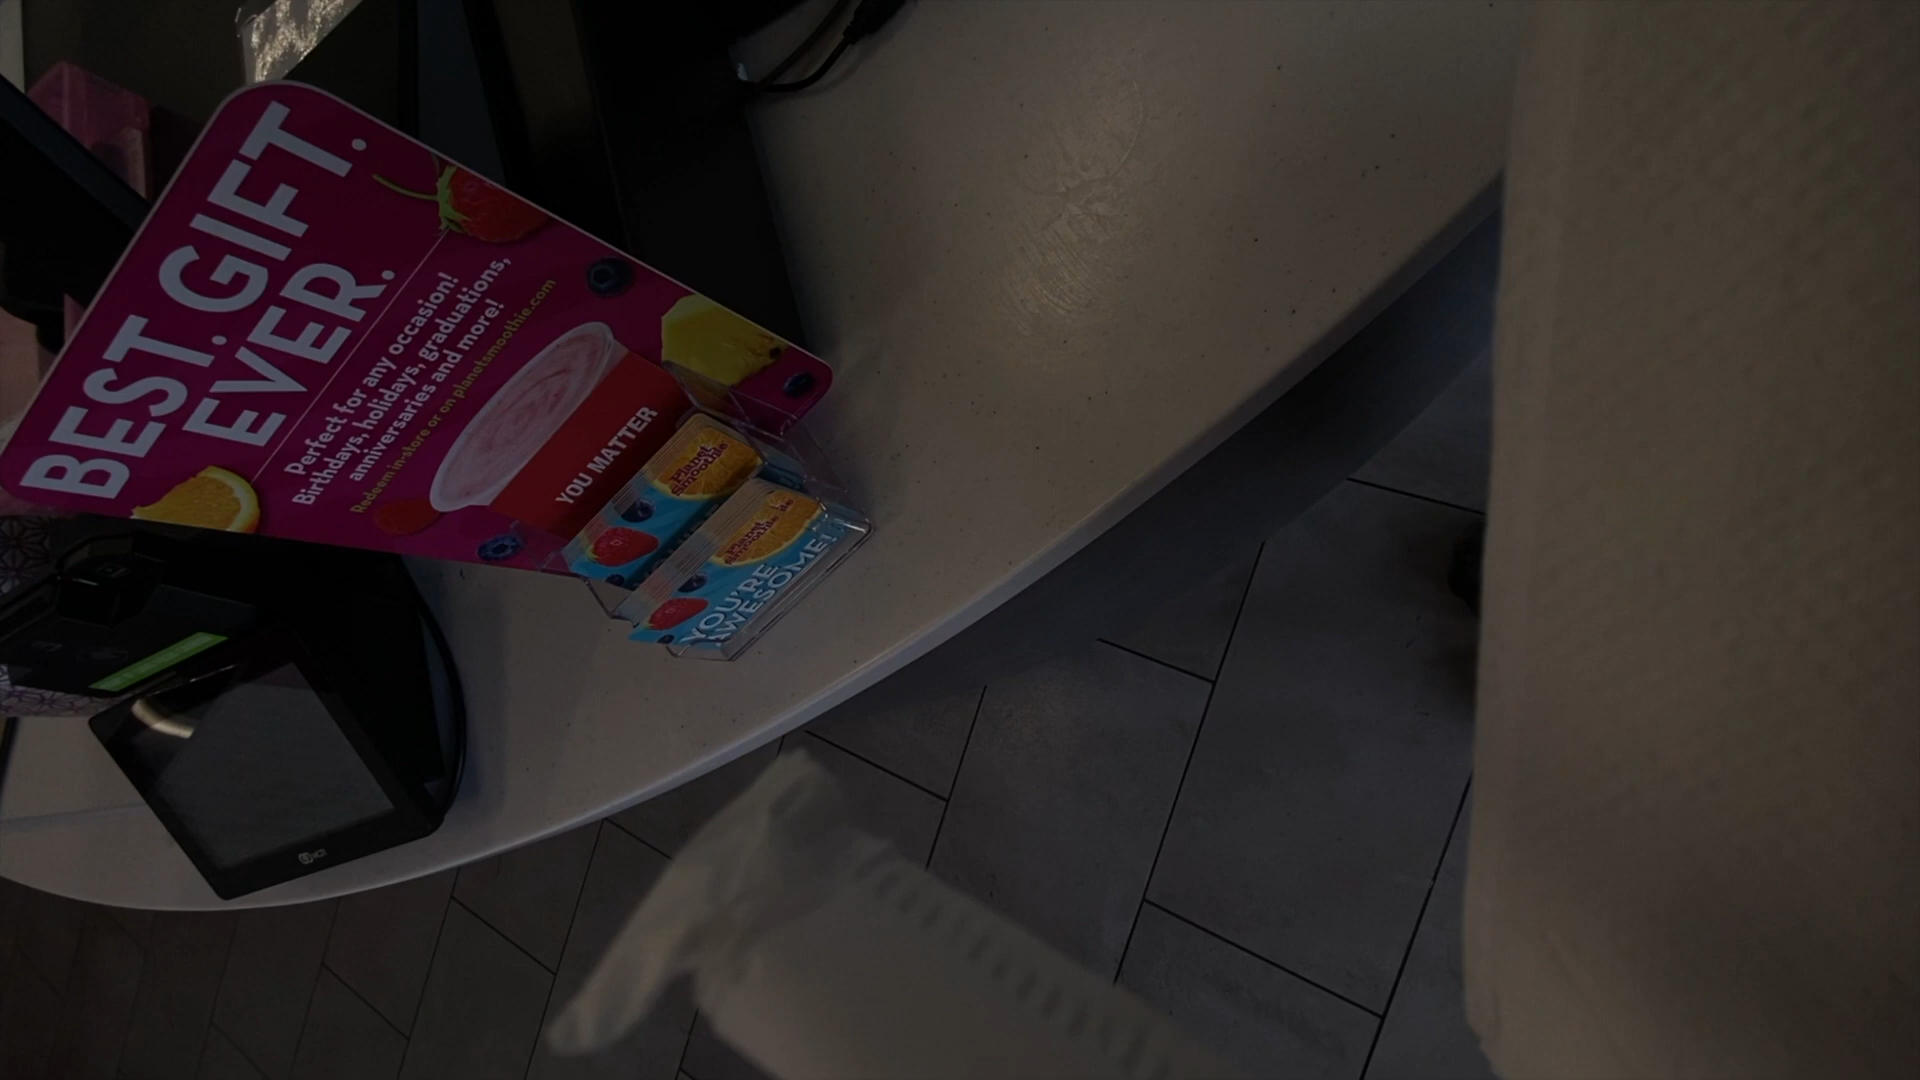 BEST. GIFT.
EVER.
Perfect for any occasion!
Birthdays, holidays, graduations,
anniversaries and more!
Redeem in-store or on planetsmoothie.com
YOU MATTER
Planet
Smoothie
Planet
Smoothie
YOU'RE
AWESOME!